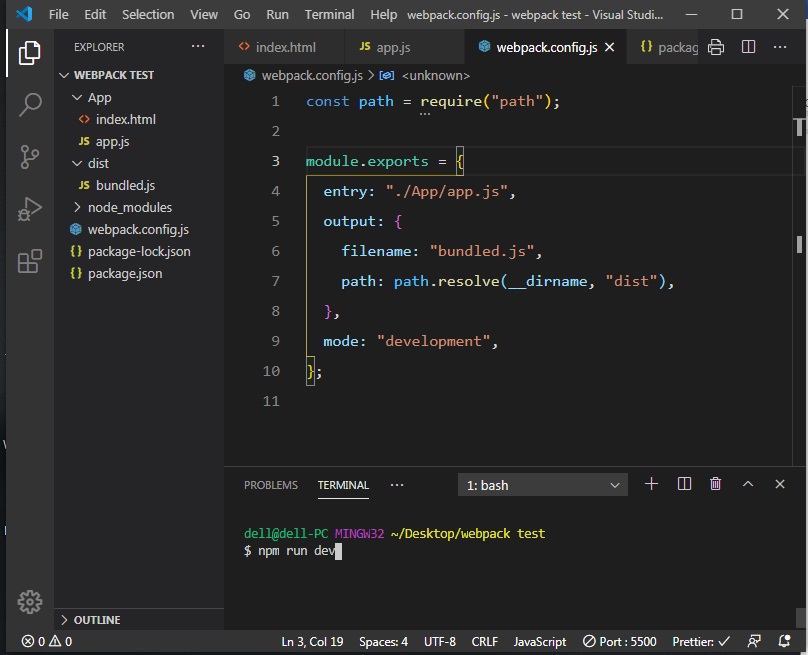 File Edit Selection View Go Run Terminal Help webpack.config.js - webpack test - Visual Studi...
EXPLORER
WEBPACK TEST
App
index.html
JS app.js
dist
JS bundled.js
node_modules
webpack.config.js
{} package-lock.json
{} package.json
OUTLINE
index.html JS app.js webpack.config.js {} packag
webpack.config.js > <unknown>
1 const path = require("path");
2
3 module.exports = {
4 entry: "./App/app.js",
5 output: {
6 filename: "bundled.js",
7 path: path.resolve(__dirname, "dist"),
8 },
9 mode: "development",
10 };
11
PROBLEMS TERMINAL ... 1: bash
dell@dell-PC MINGW32 ~/Desktop/webpack test
$ npm run dev
0 0 Ln 3, Col 19 Spaces: 4 UTF-8 CRLF JavaScript Port : 5500 Prettier: ✓